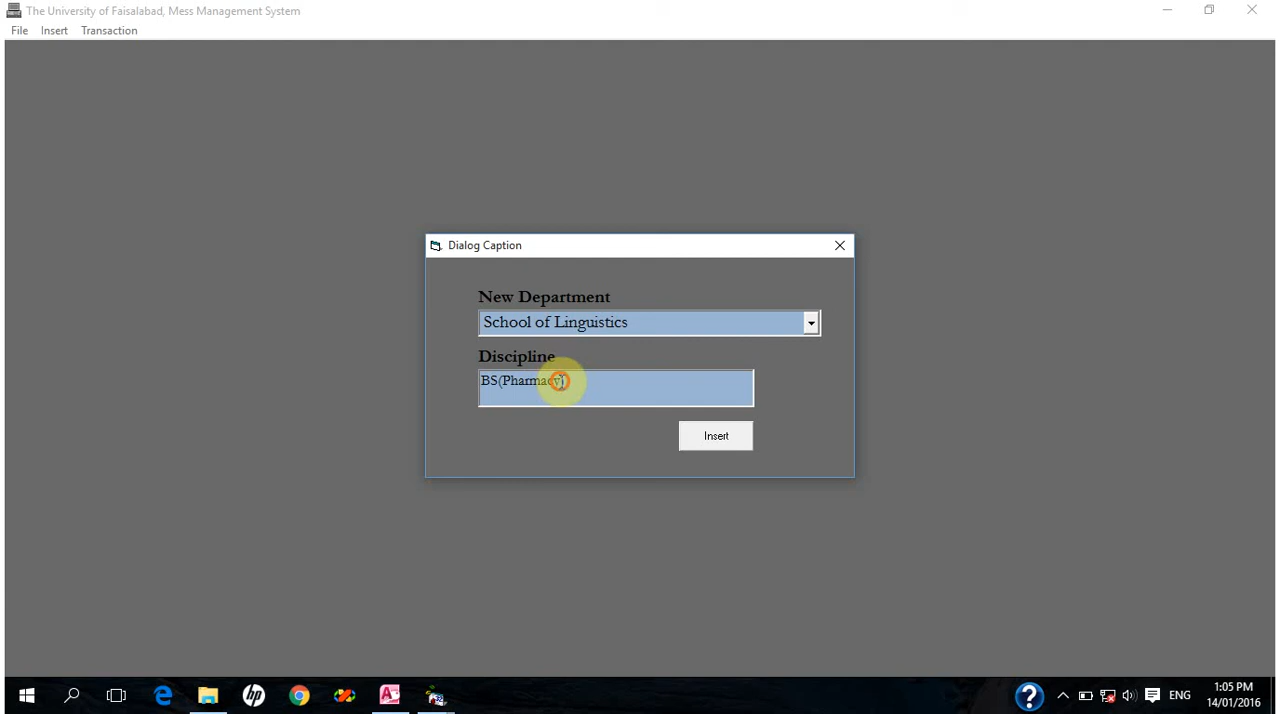 The University of Faisalabad, Mess Management System
File Insert Transaction
Dialog Caption
New Department
School of Linguistics
Discipline
BS(Pharmacy)
Insert
hp
ENG
1:05 PM
14/01/2016